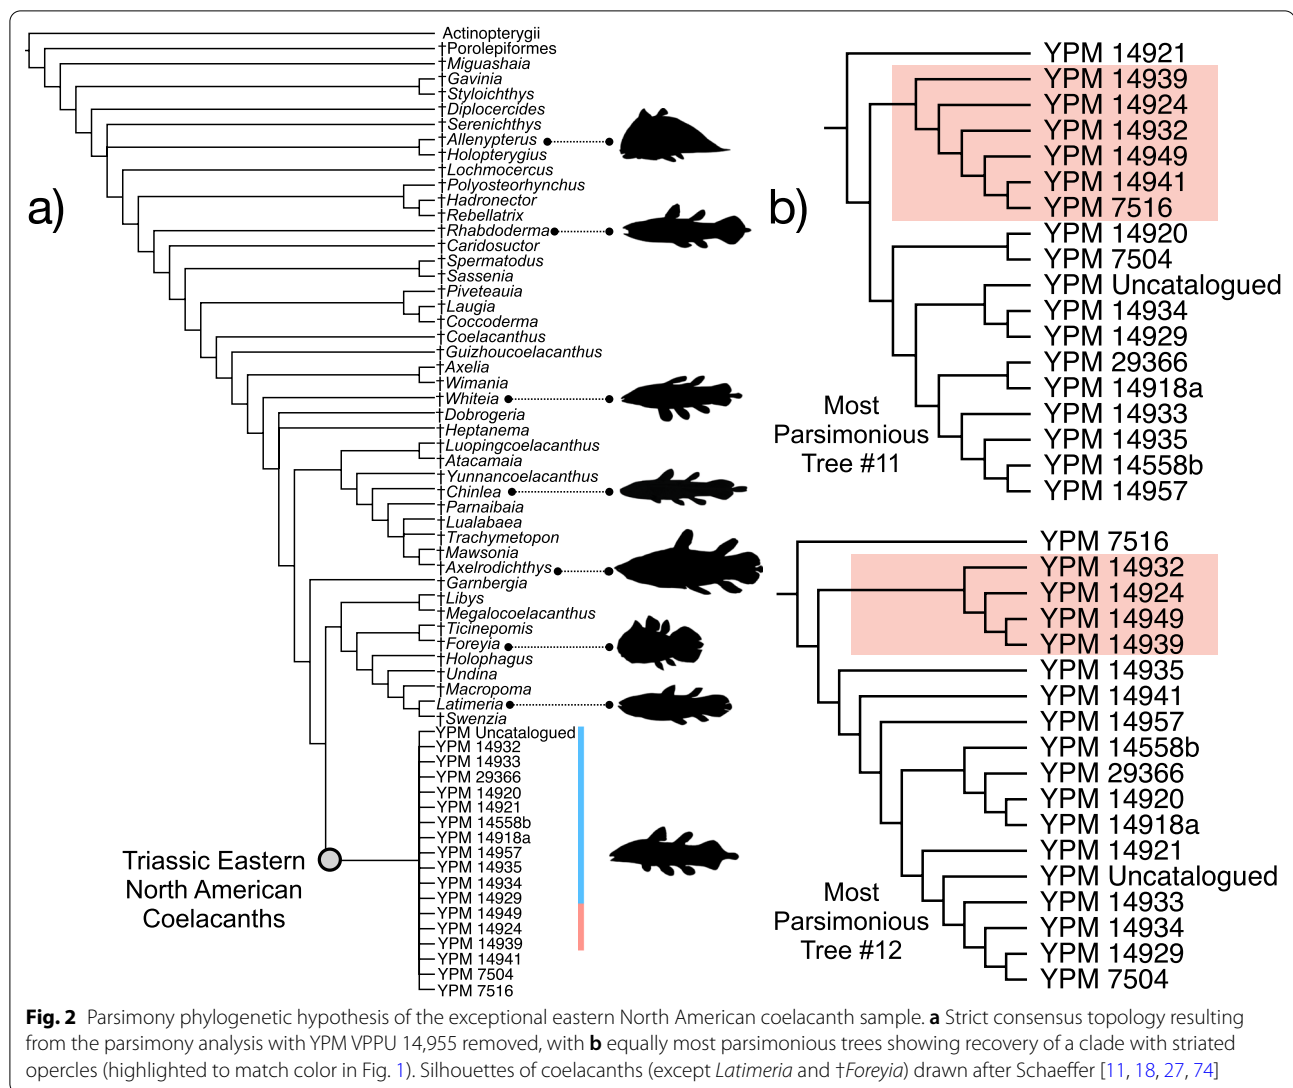 a)
Actinopterygii
†Porolepiformes
†Miguashaia
†Gavinia
†Styloichthys
†Diplocercides
†Serenichthys
†Allenypterus
†Holopterygius
†Lochmocercus
†Polyosteorhynchus
†Hadronector
†Rebellatrix
†Rhabdoderma
†Caridosuctor
†Spermatodus
†Sassenia
†Piveteauia
†Laugia
†Coccoderma
†Coelacanthus
†Guizhoucoelacanthus
†Axelia
†Wimania
†Whiteia
†Dobrogeria
†Heptanema
†Luopingcoelacanthus
†Atacamaia
†Yunnancoelacanthus
†Chinlea
†Parnaibaia
†Lualabaea
†Trachymetopon
†Mawsonia
†Axelrodichthys
†Garnbergia
†Libys
†Megalocoelacanthus
†Ticinepomis
†Foreyia
†Holophagus
†Undina
†Macropoma
Latimeria
†Swenzia
YPM Uncatalogued
YPM 14932
YPM 14933
YPM 29366
YPM 14920
YPM 14921
YPM 14558b
YPM 14918a
YPM 14957
YPM 14935
YPM 14934
YPM 14929
YPM 14949
YPM 14924
YPM 14939
YPM 14941
YPM 7504
YPM 7516
Triassic Eastern
North American
Coelacanths
b)
YPM 14921
YPM 14939
YPM 14924
YPM 14932
YPM 14949
YPM 14941
YPM 7516
YPM 14920
YPM 7504
YPM Uncatalogued
YPM 14934
YPM 14929
YPM 29366
YPM 14918a
YPM 14933
YPM 14935
YPM 14558b
YPM 14957
Most
Parsimonious
Tree #11
YPM 7516
YPM 14932
YPM 14924
YPM 14949
YPM 14939
YPM 14935
YPM 14941
YPM 14957
YPM 14558b
YPM 29366
YPM 14920
YPM 14918a
YPM 14921
YPM Uncatalogued
YPM 14933
YPM 14934
YPM 14929
YPM 7504
Most
Parsimonious
Tree #12
Fig. 2 Parsimony phylogenetic hypothesis of the exceptional eastern North American coelacanth sample. a Strict consensus topology resulting
from the parsimony analysis with YPM VPPU 14,955 removed, with b equally most parsimonious trees showing recovery of a clade with striated
opercles (highlighted to match color in Fig. 1). Silhouettes of coelacanths (except Latimeria and †Foreyia) drawn after Schaeffer [11, 18, 27, 74]